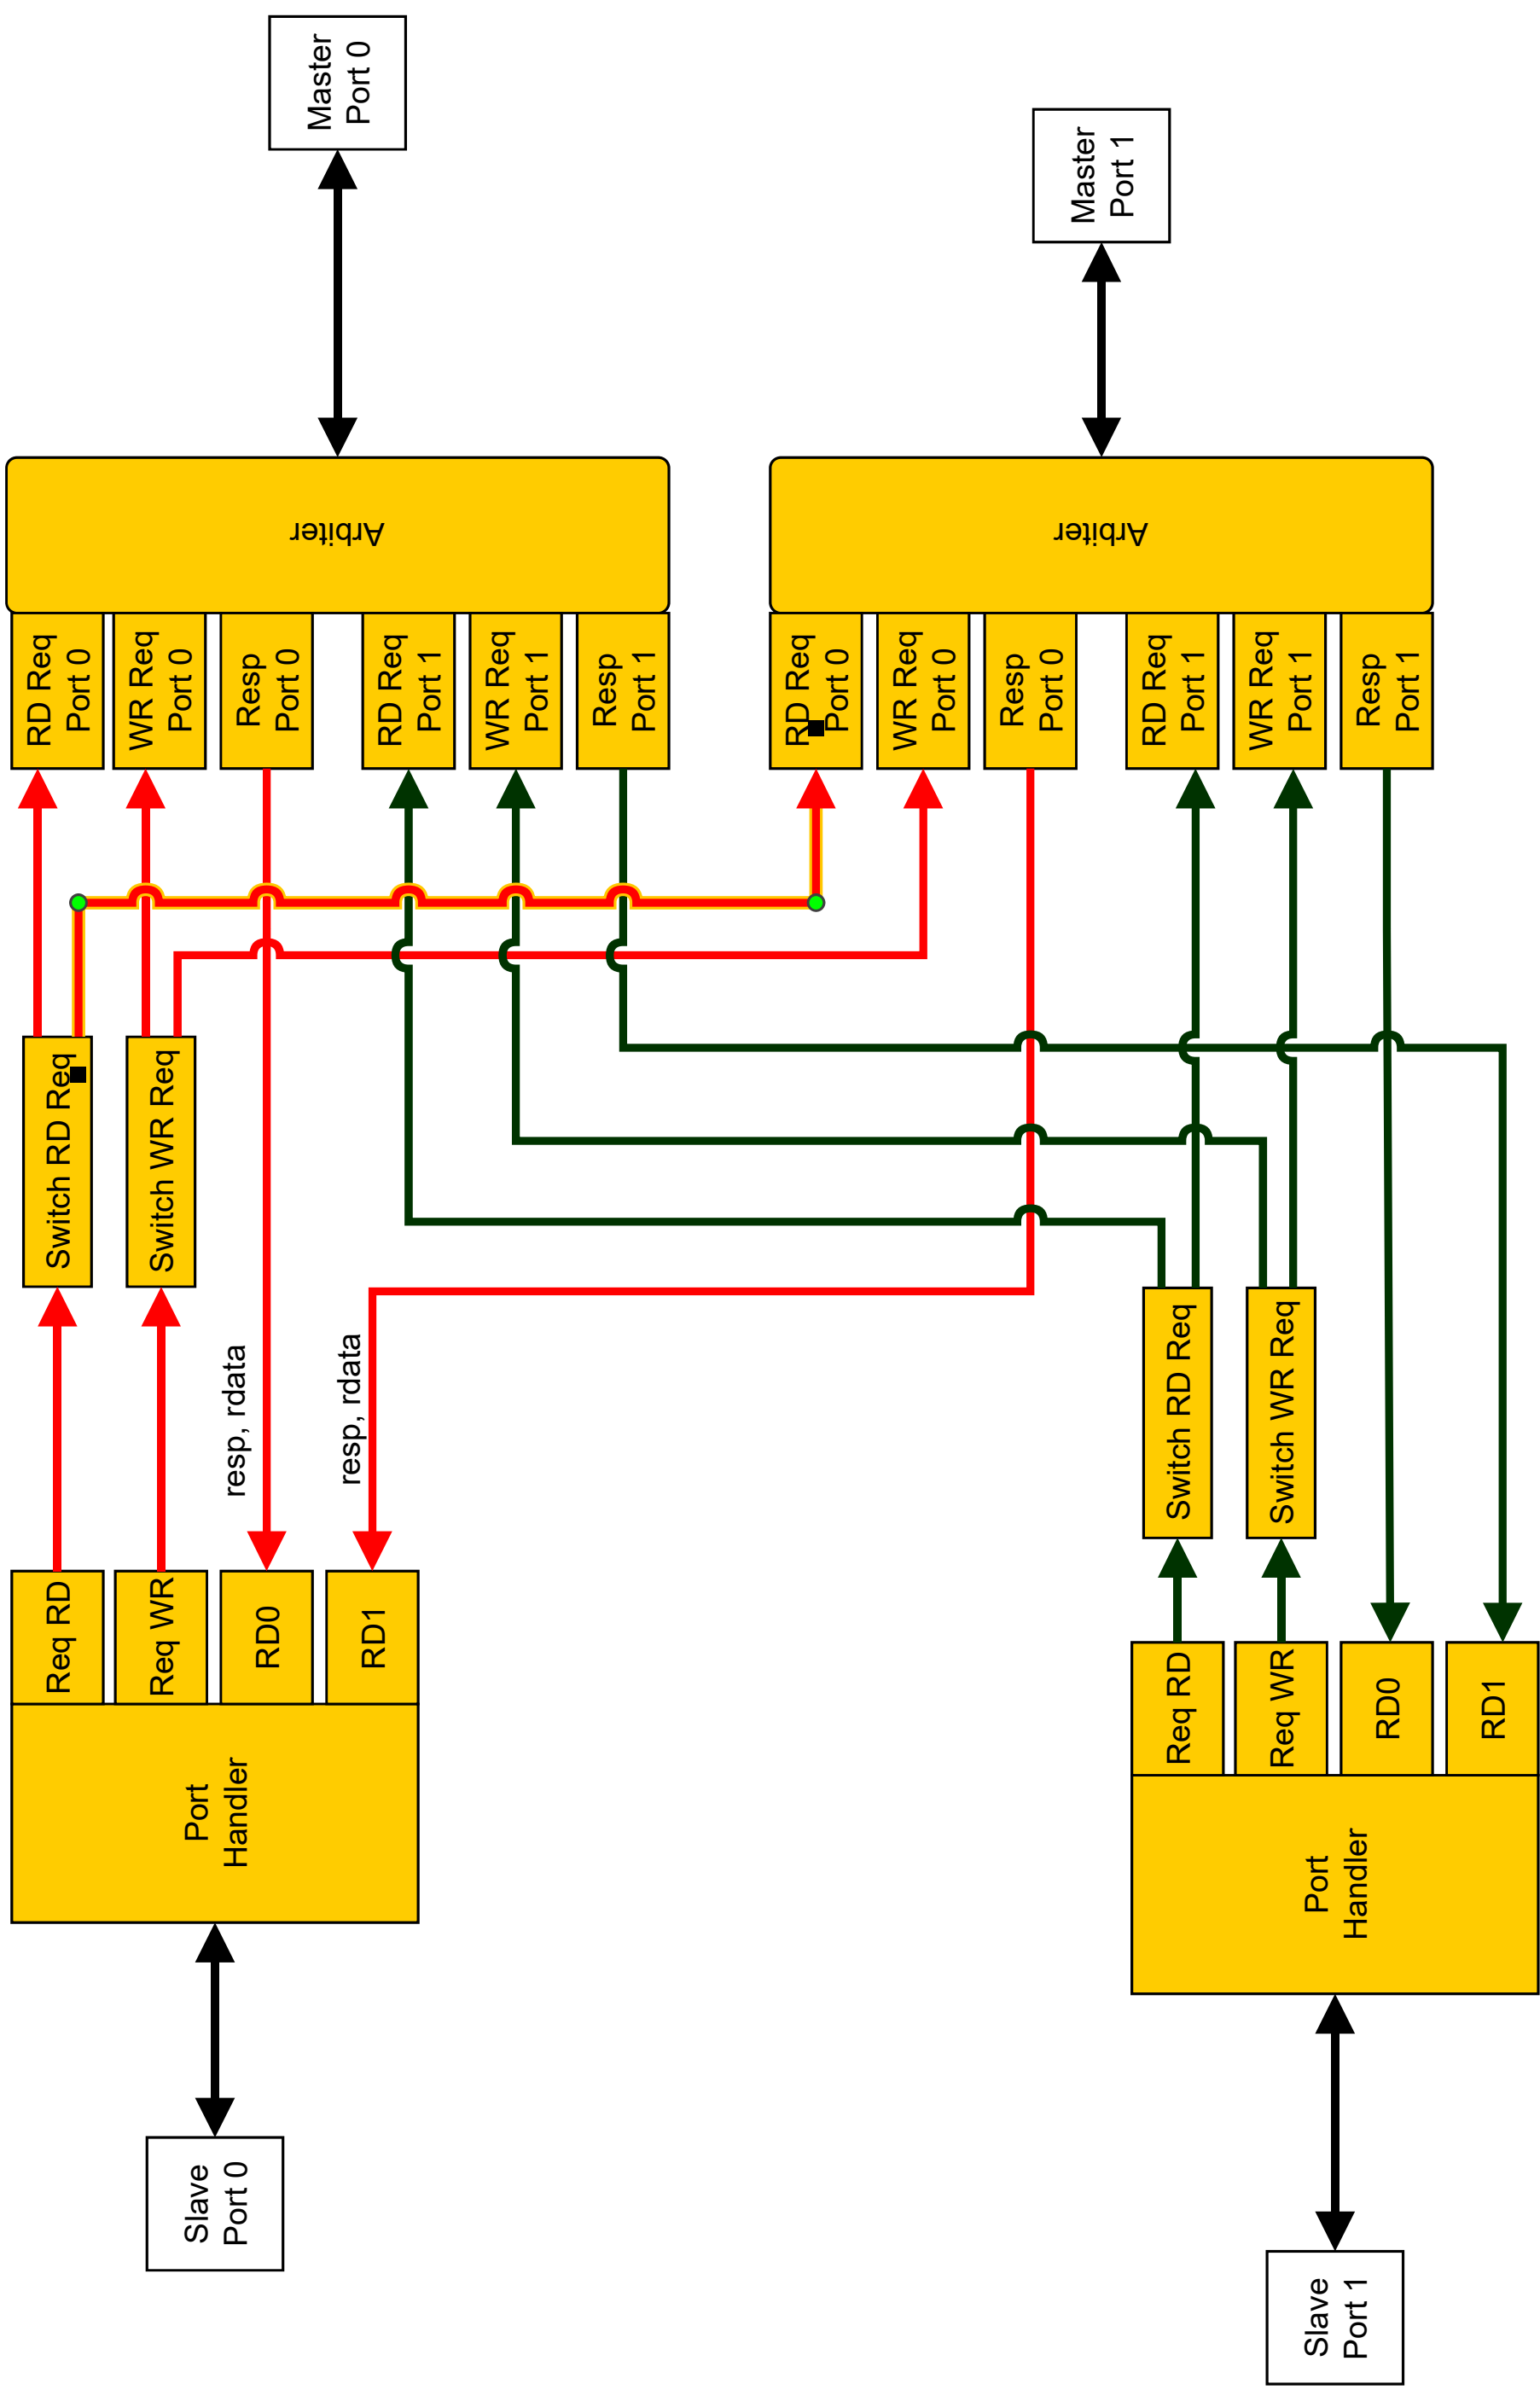 Master
Port 0
Master
Port 1
Arbiter
Arbiter
RD Req
Port 0
WR Req
Port 0
Resp
Port 0
RD Req
Port 1
WR Req
Port 1
Resp
Port 1
RD Req
Port 0
WR Req
Port 0
Resp
Port 0
RD Req
Port 1
WR Req
Port 1
Resp
Port 1
Switch RD Req
Switch WR Req
resp, rdata
resp, rdata
Switch RD Req
Switch WR Req
Req RD
Req WR
RD0
RD1
Port
Handler
Req RD
Req WR
RD0
RD1
Port
Handler
Slave
Port 0
Slave
Port 1